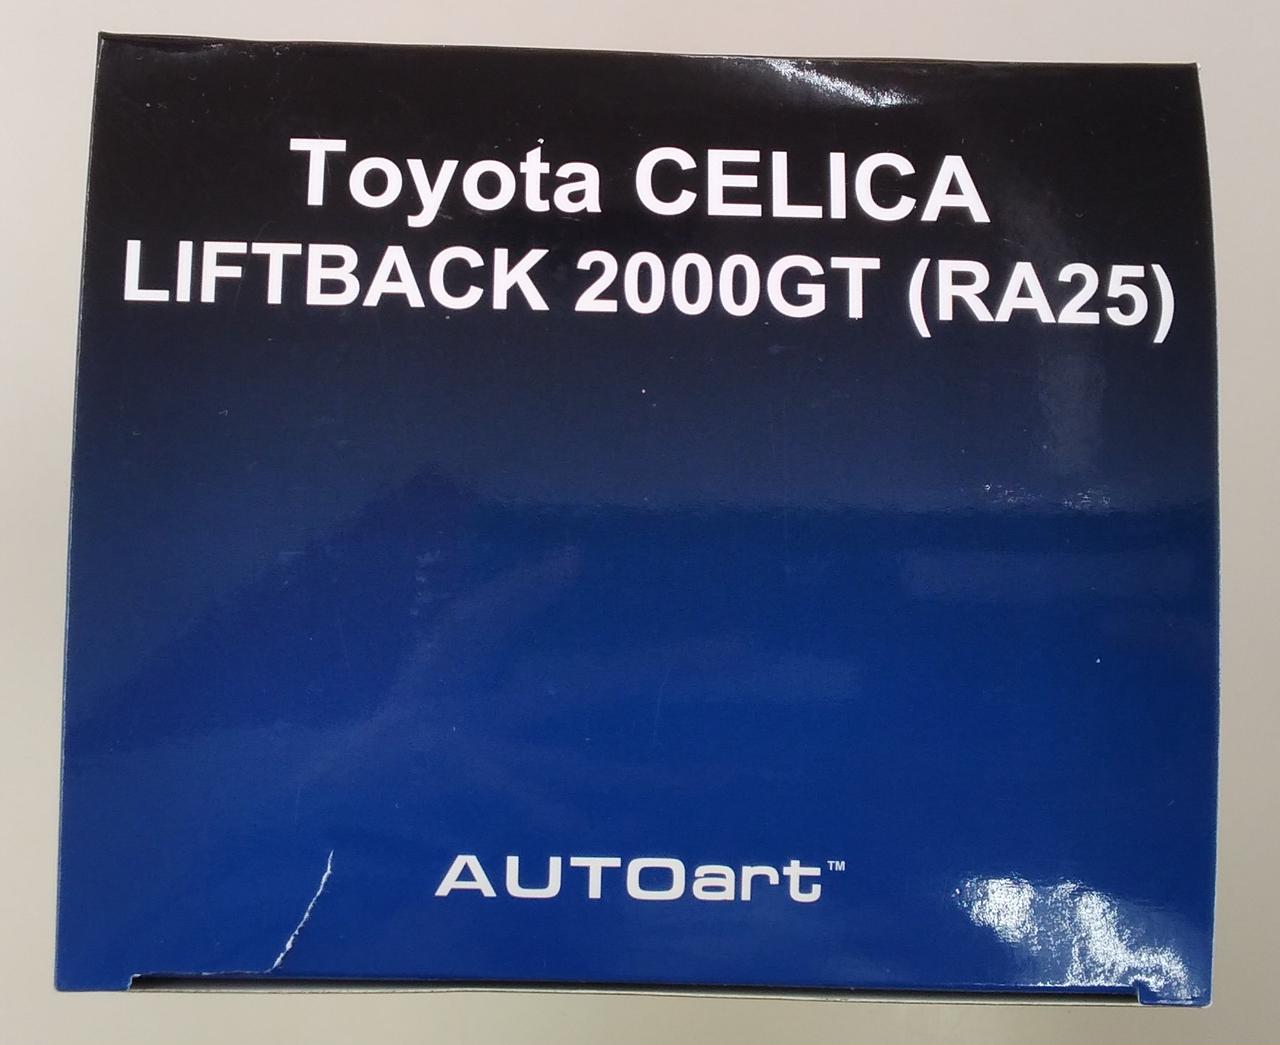 Toyota CELICA
LIFTBACK 2000GT (RA25)
AUTOart™